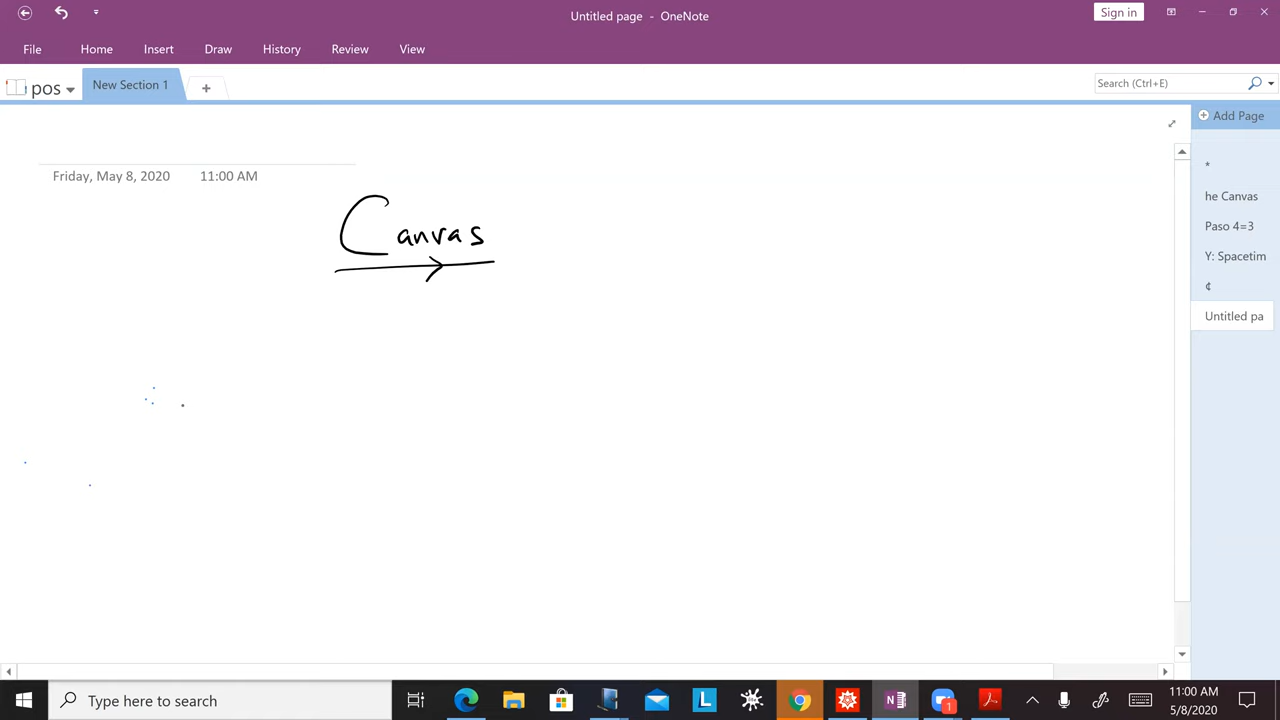 Untitled page - OneNote
Sign in
File Home Insert Draw History Review View
pos
New Section 1
Search (Ctrl+E)
Add Page
Friday, May 8, 2020 11:00 AM
Canvas
*
he Canvas
Paso 4=3
Y: Spacetim
¢
Untitled pa
Type here to search
L
N
1
11:00 AM
5/8/2020